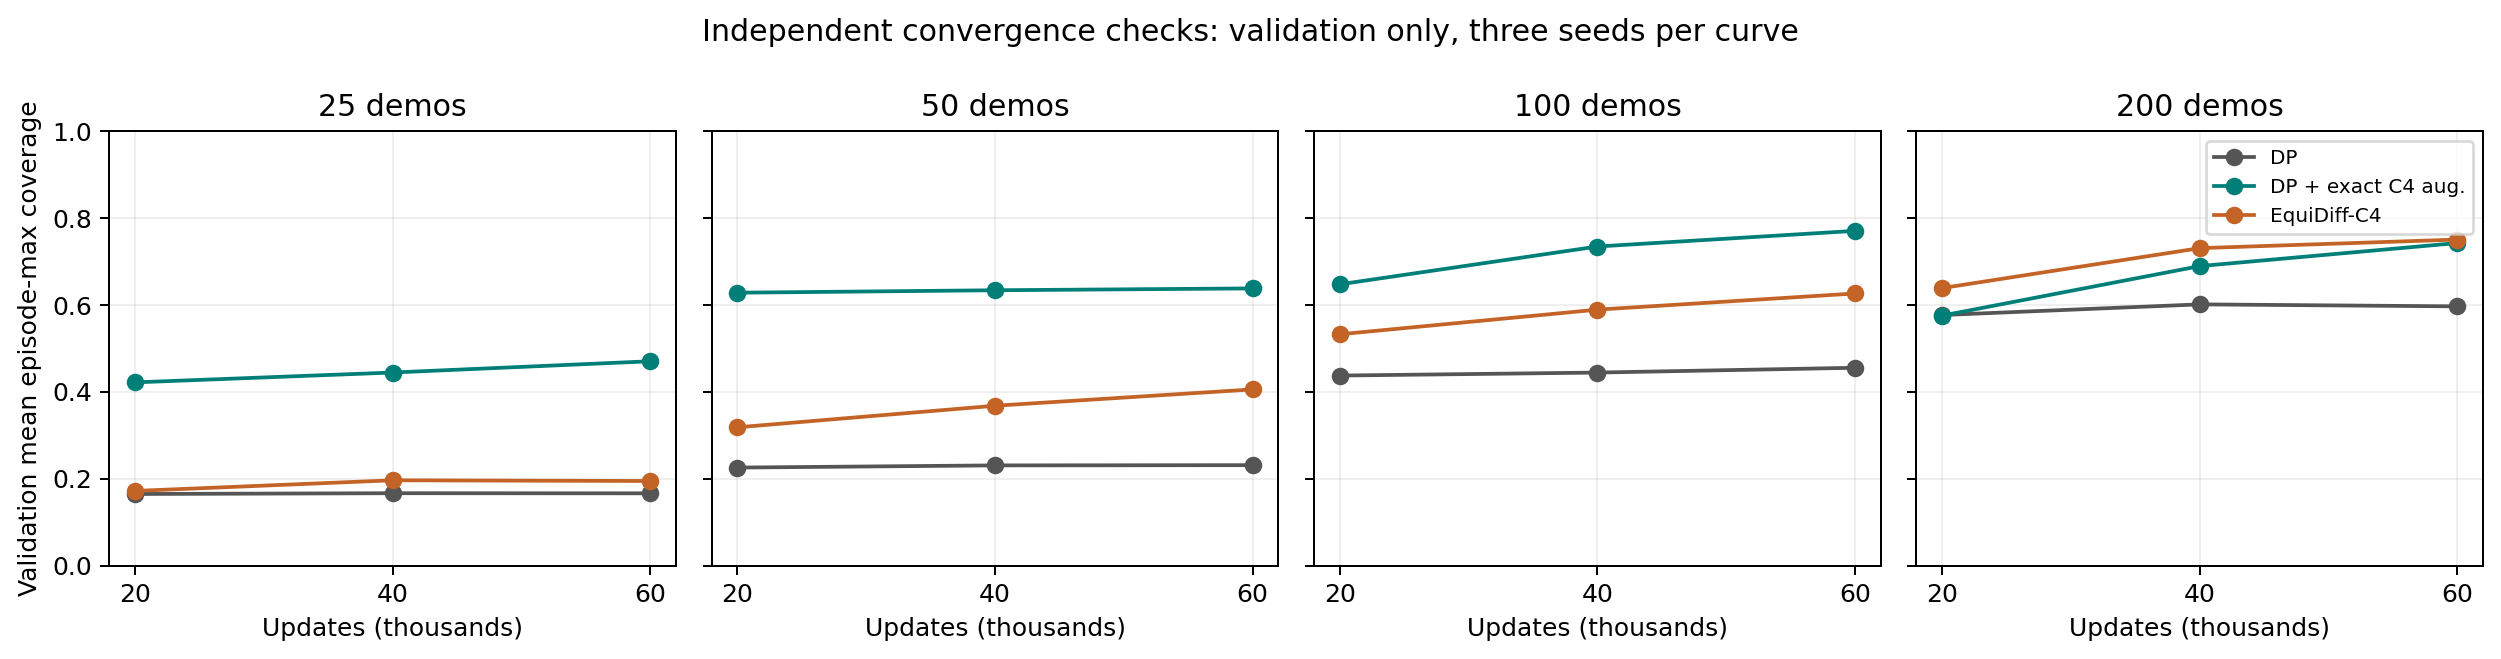 Independent convergence checks: validation only, three seeds per curve
Validation mean episode-max coverage
25 demos
1.0
0.8
0.6
0.4
0.2
0.0
20 40 60
Updates (thousands)
50 demos
20 40 60
Updates (thousands)
100 demos
20 40 60
Updates (thousands)
200 demos
DP
DP + exact C4 aug.
EquiDiff-C4
20 40 60
Updates (thousands)